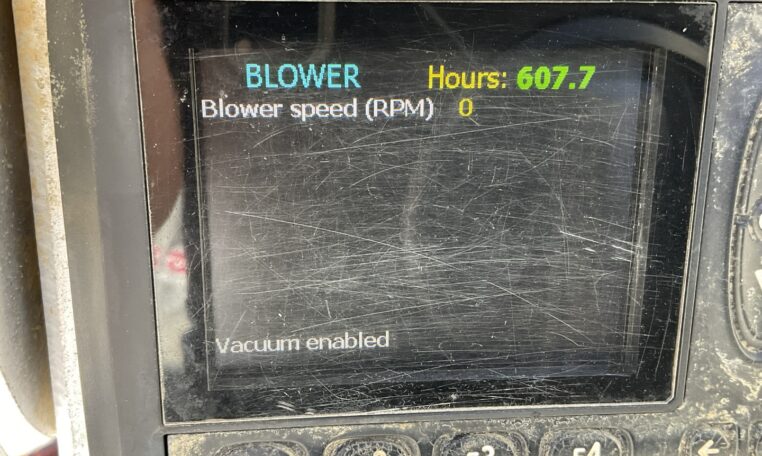 BLOWER Hours: 607.7
Blower speed (RPM) 0
Vacuum enabled